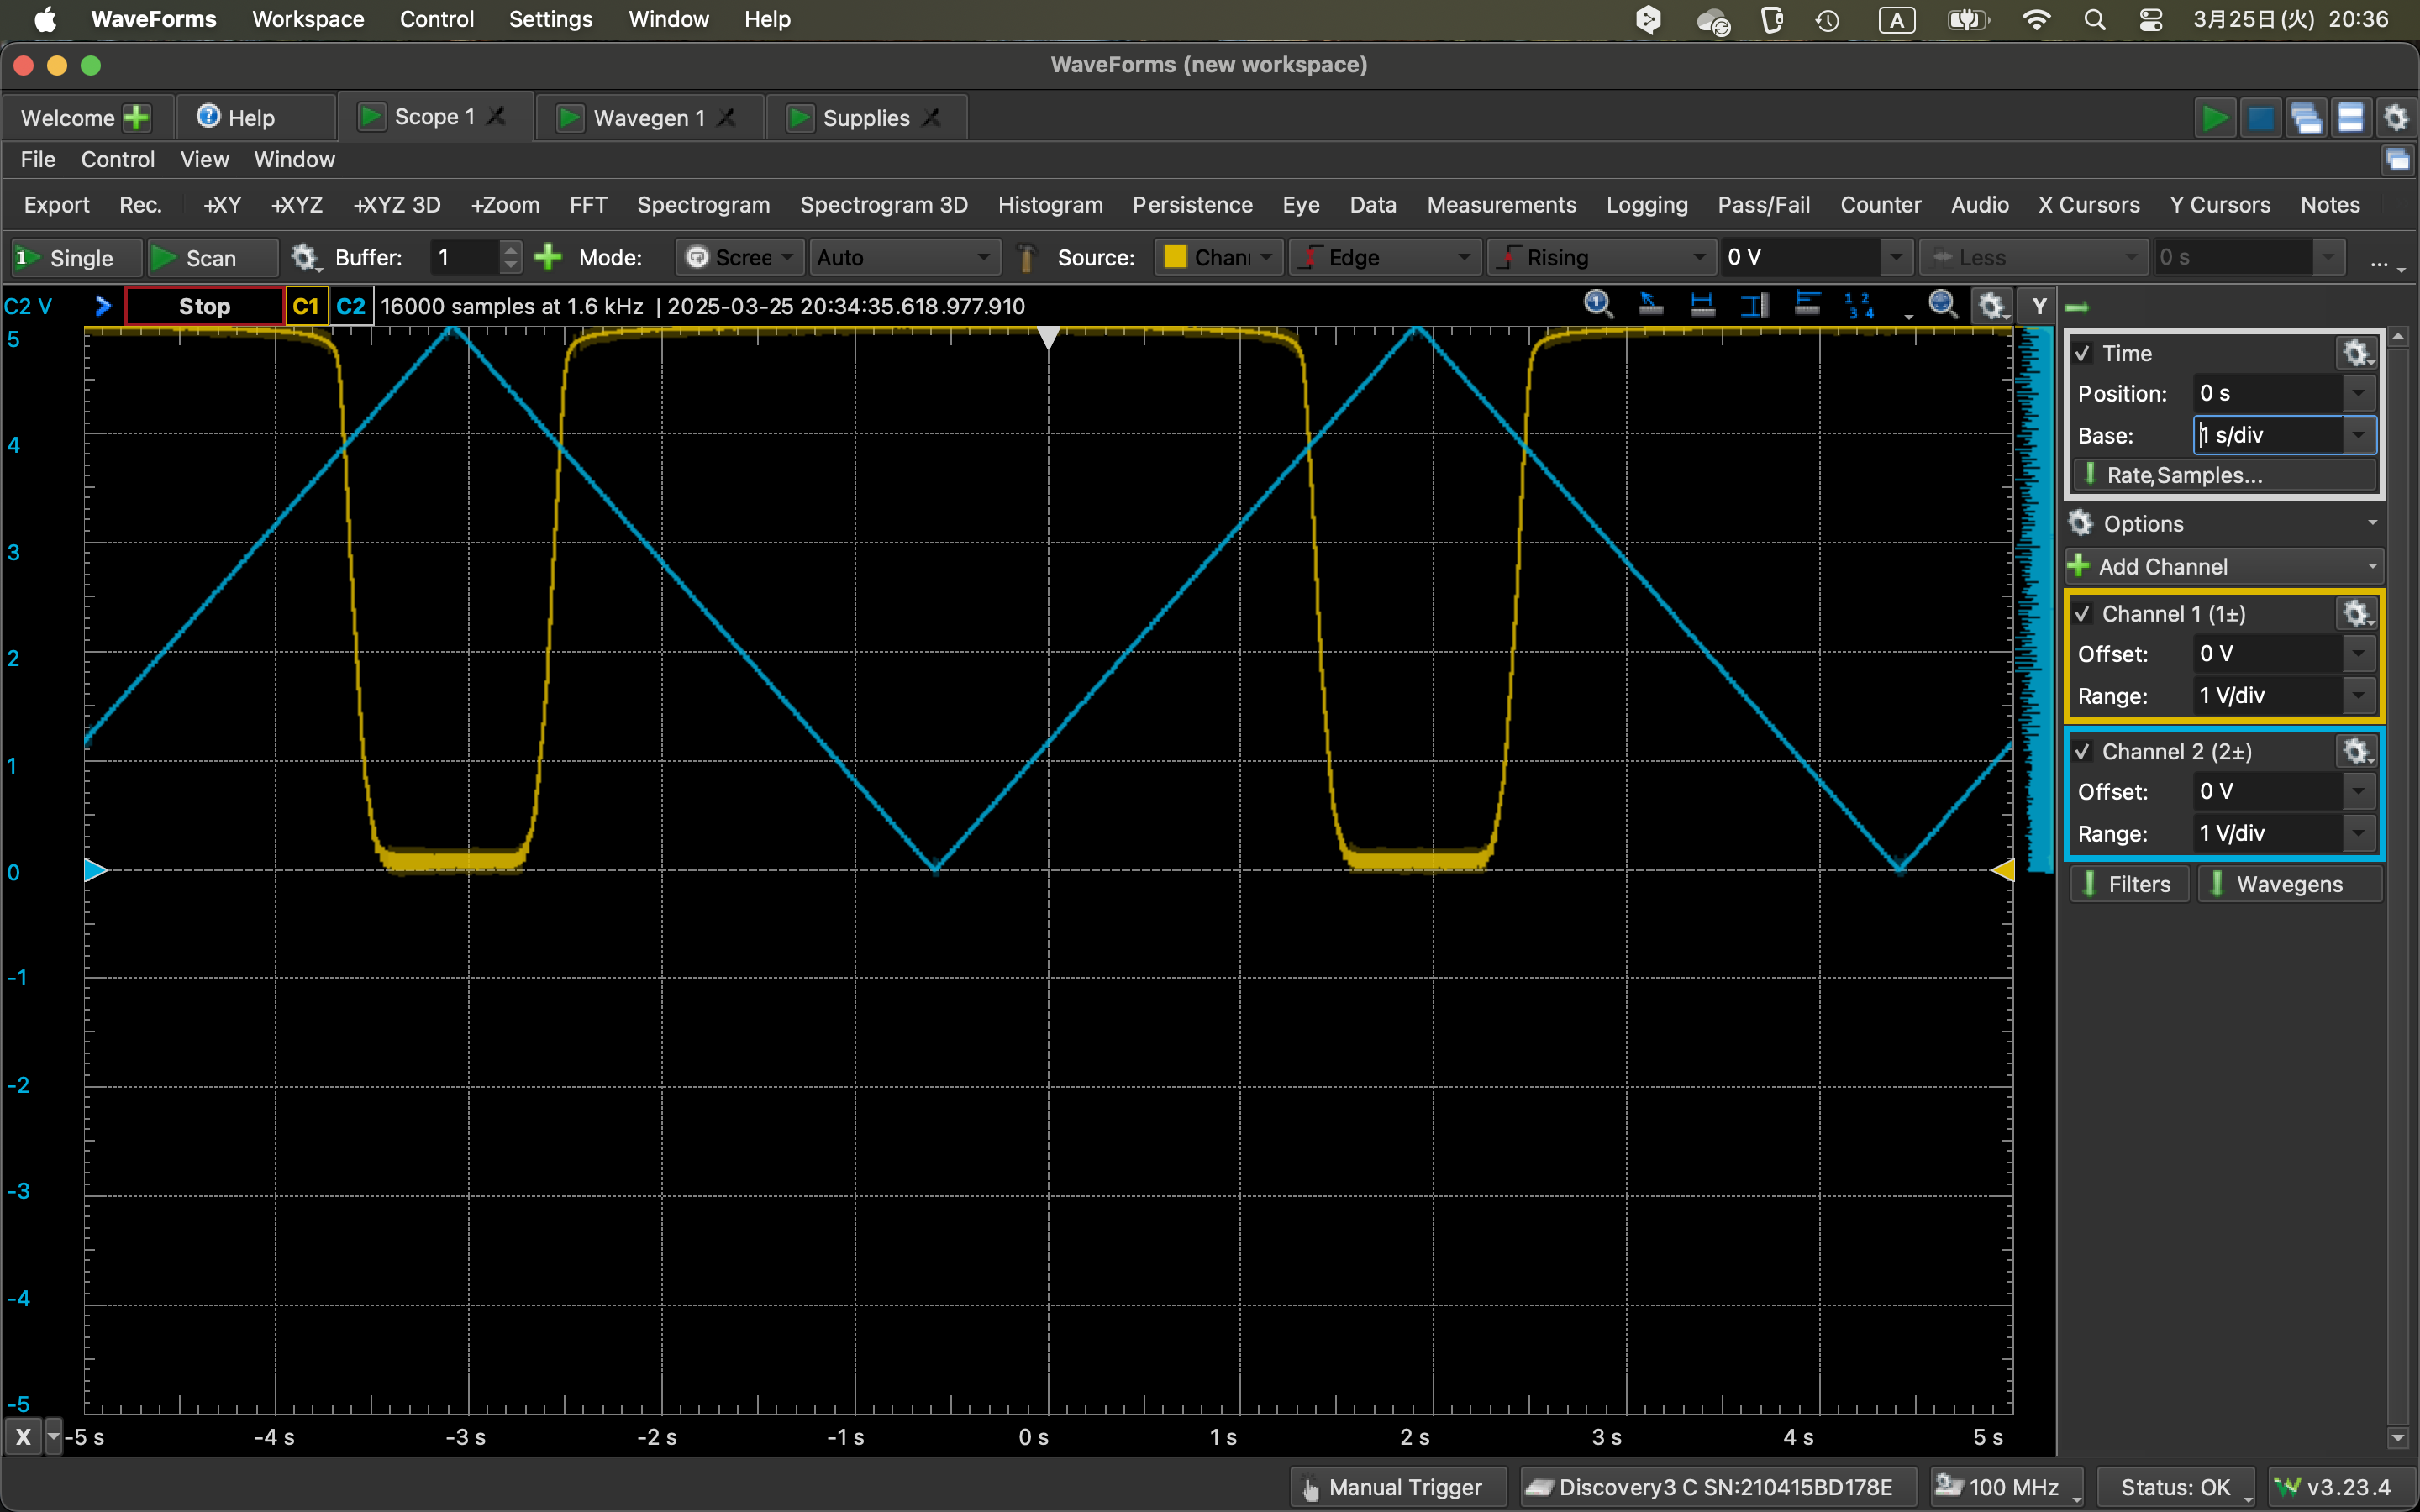 WaveForms Workspace Control Settings Window Help A 3月25日(火) 20:36
WaveForms (new workspace)
Welcome Help Scope 1 Wavegen 1 Supplies
File Control View Window
Export Rec. +XY +XYZ +XYZ 3D +Zoom FFT Spectrogram Spectrogram 3D Histogram Persistence Eye Data Measurements Logging Pass/Fail Counter Audio X Cursors Y Cursors Notes
1 Single Scan Buffer: 1 Mode: Scree Auto Source: Chan Edge Rising 0 V Less 0 s ...
C2 V Stop C1 C2 16000 samples at 1.6 kHz | 2025-03-25 20:34:35.618.977.910 Y
5
4
3
2
1
0
-1
-2
-3
-4
-5
X -5 s -4 s -3 s -2 s -1 s 0 s 1 s 2 s 3 s 4 s 5 s
Time
Position: 0 s
Base: 1 s/div
Rate,Samples...
Options
Add Channel
Channel 1 (1±)
Offset: 0 V
Range: 1 V/div
Channel 2 (2±)
Offset: 0 V
Range: 1 V/div
Filters Wavegens
Manual Trigger Discovery3 C SN:210415BD178E 100 MHz Status: OK v3.23.4